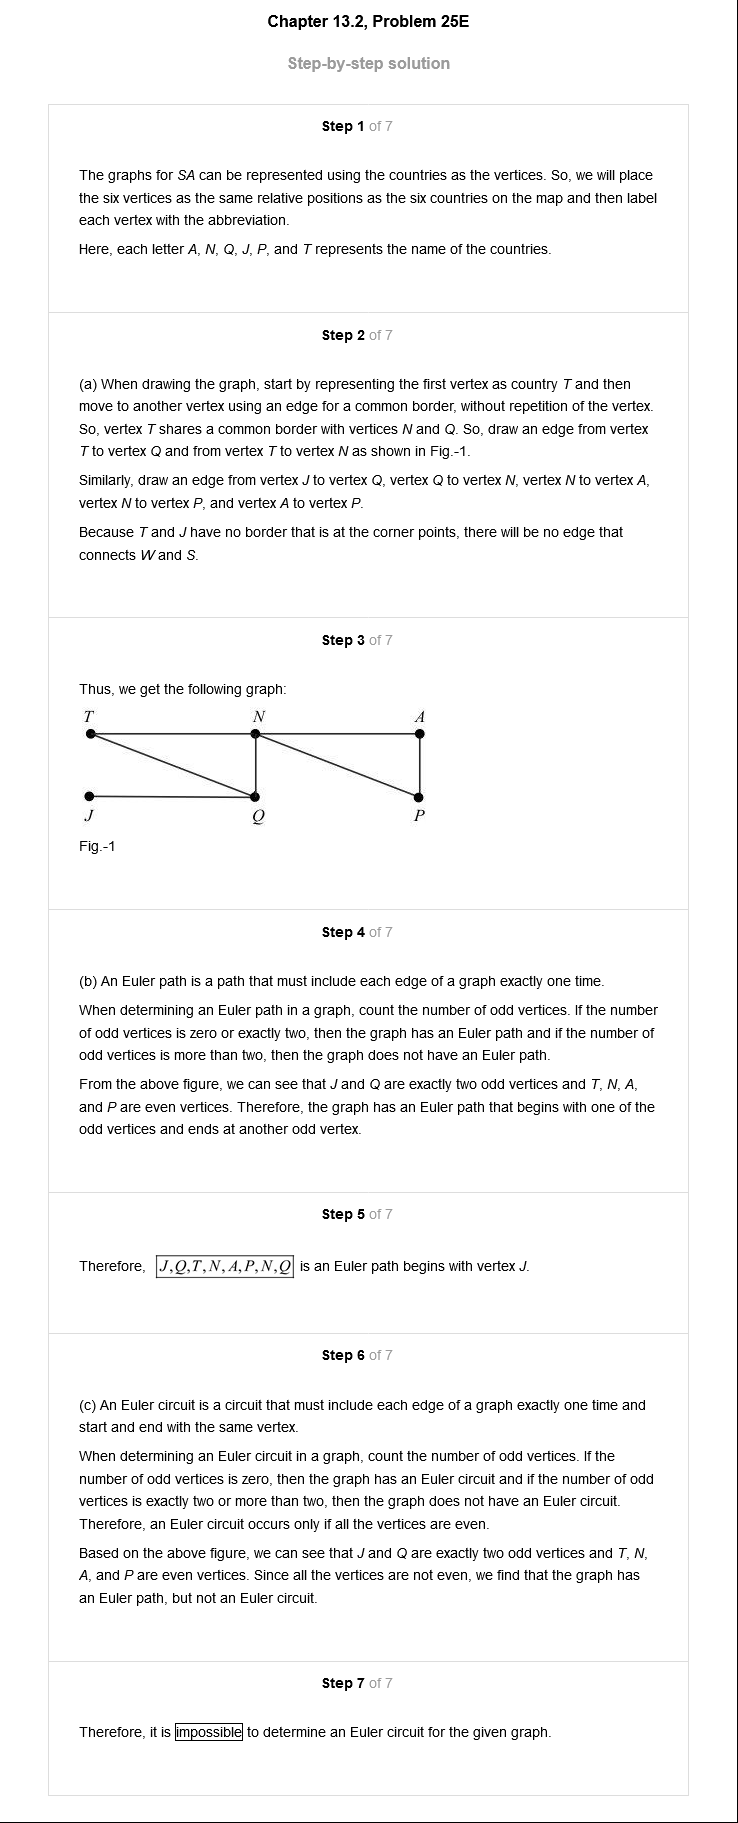 Chapter 13.2, Problem 25E
Step-by-step solution
Step 1 of 7
The graphs for SA can be represented using the countries as the vertices. So, we will place
the six vertices as the same relative positions as the six countries on the map and then label
each vertex with the abbreviation.
Here, each letter A, N, Q, J, P, and T represents the name of the countries.
Step 2 of 7
(a) When drawing the graph, start by representing the first vertex as country T and then
move to another vertex using an edge for a common border, without repetition of the vertex.
So, vertex T shares a common border with vertices N and Q. So, draw an edge from vertex
T to vertex Q and from vertex T to vertex N as shown in Fig.-1.
Similarly, draw an edge from vertex J to vertex Q, vertex Q to vertex N, vertex N to vertex A,
vertex N to vertex P, and vertex A to vertex P.
Because T and J have no border that is at the corner points, there will be no edge that
connects W and S.
Step 3 of 7
Thus, we get the following graph:
T N A
J Q P
Fig.-1
Step 4 of 7
(b) An Euler path is a path that must include each edge of a graph exactly one time.
When determining an Euler path in a graph, count the number of odd vertices. If the number
of odd vertices is zero or exactly two, then the graph has an Euler path and if the number of
odd vertices is more than two, then the graph does not have an Euler path.
From the above figure, we can see that J and Q are exactly two odd vertices and T, N, A,
and P are even vertices. Therefore, the graph has an Euler path that begins with one of the
odd vertices and ends at another odd vertex.
Step 5 of 7
Therefore, J,Q,T,N,A,P,N,Q is an Euler path begins with vertex J.
Step 6 of 7
(c) An Euler circuit is a circuit that must include each edge of a graph exactly one time and
start and end with the same vertex.
When determining an Euler circuit in a graph, count the number of odd vertices. If the
number of odd vertices is zero, then the graph has an Euler circuit and if the number of odd
vertices is exactly two or more than two, then the graph does not have an Euler circuit.
Therefore, an Euler circuit occurs only if all the vertices are even.
Based on the above figure, we can see that J and Q are exactly two odd vertices and T, N,
A, and P are even vertices. Since all the vertices are not even, we find that the graph has
an Euler path, but not an Euler circuit.
Step 7 of 7
Therefore, it is impossible to determine an Euler circuit for the given graph.